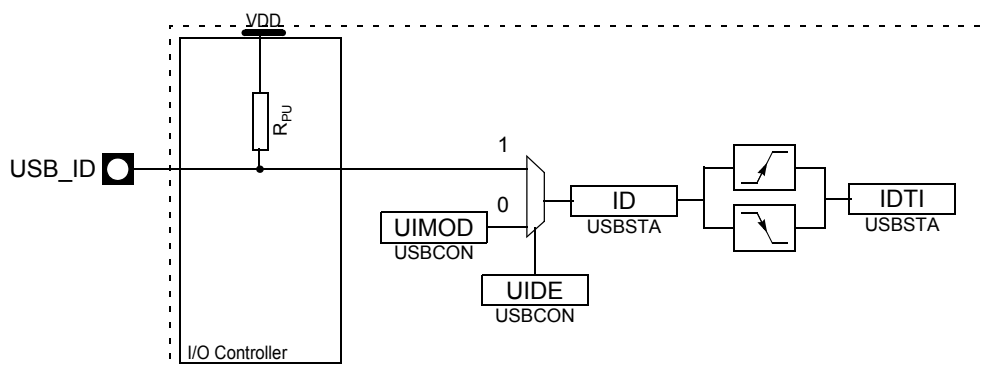 VDD
RPU
USB_ID
1
0
UIMOD
USBCON
UIDE
USBCON
ID
USBSTA
IDTI
USBSTA
I/O Controller